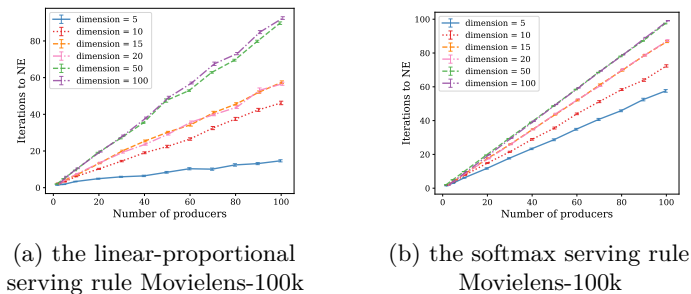 dimension = 5
dimension = 10
dimension = 15
dimension = 20
dimension = 50
dimension = 100
Iterations to NE
80
60
40
20
0
0 20 40 60 80 100
Number of producers
(a) the linear-proportional
serving rule Movielens-100k
dimension = 5
dimension = 10
dimension = 15
dimension = 20
dimension = 50
dimension = 100
Iterations to NE
100
80
60
40
20
0
0 20 40 60 80 100
Number of producers
(b) the softmax serving rule
Movielens-100k